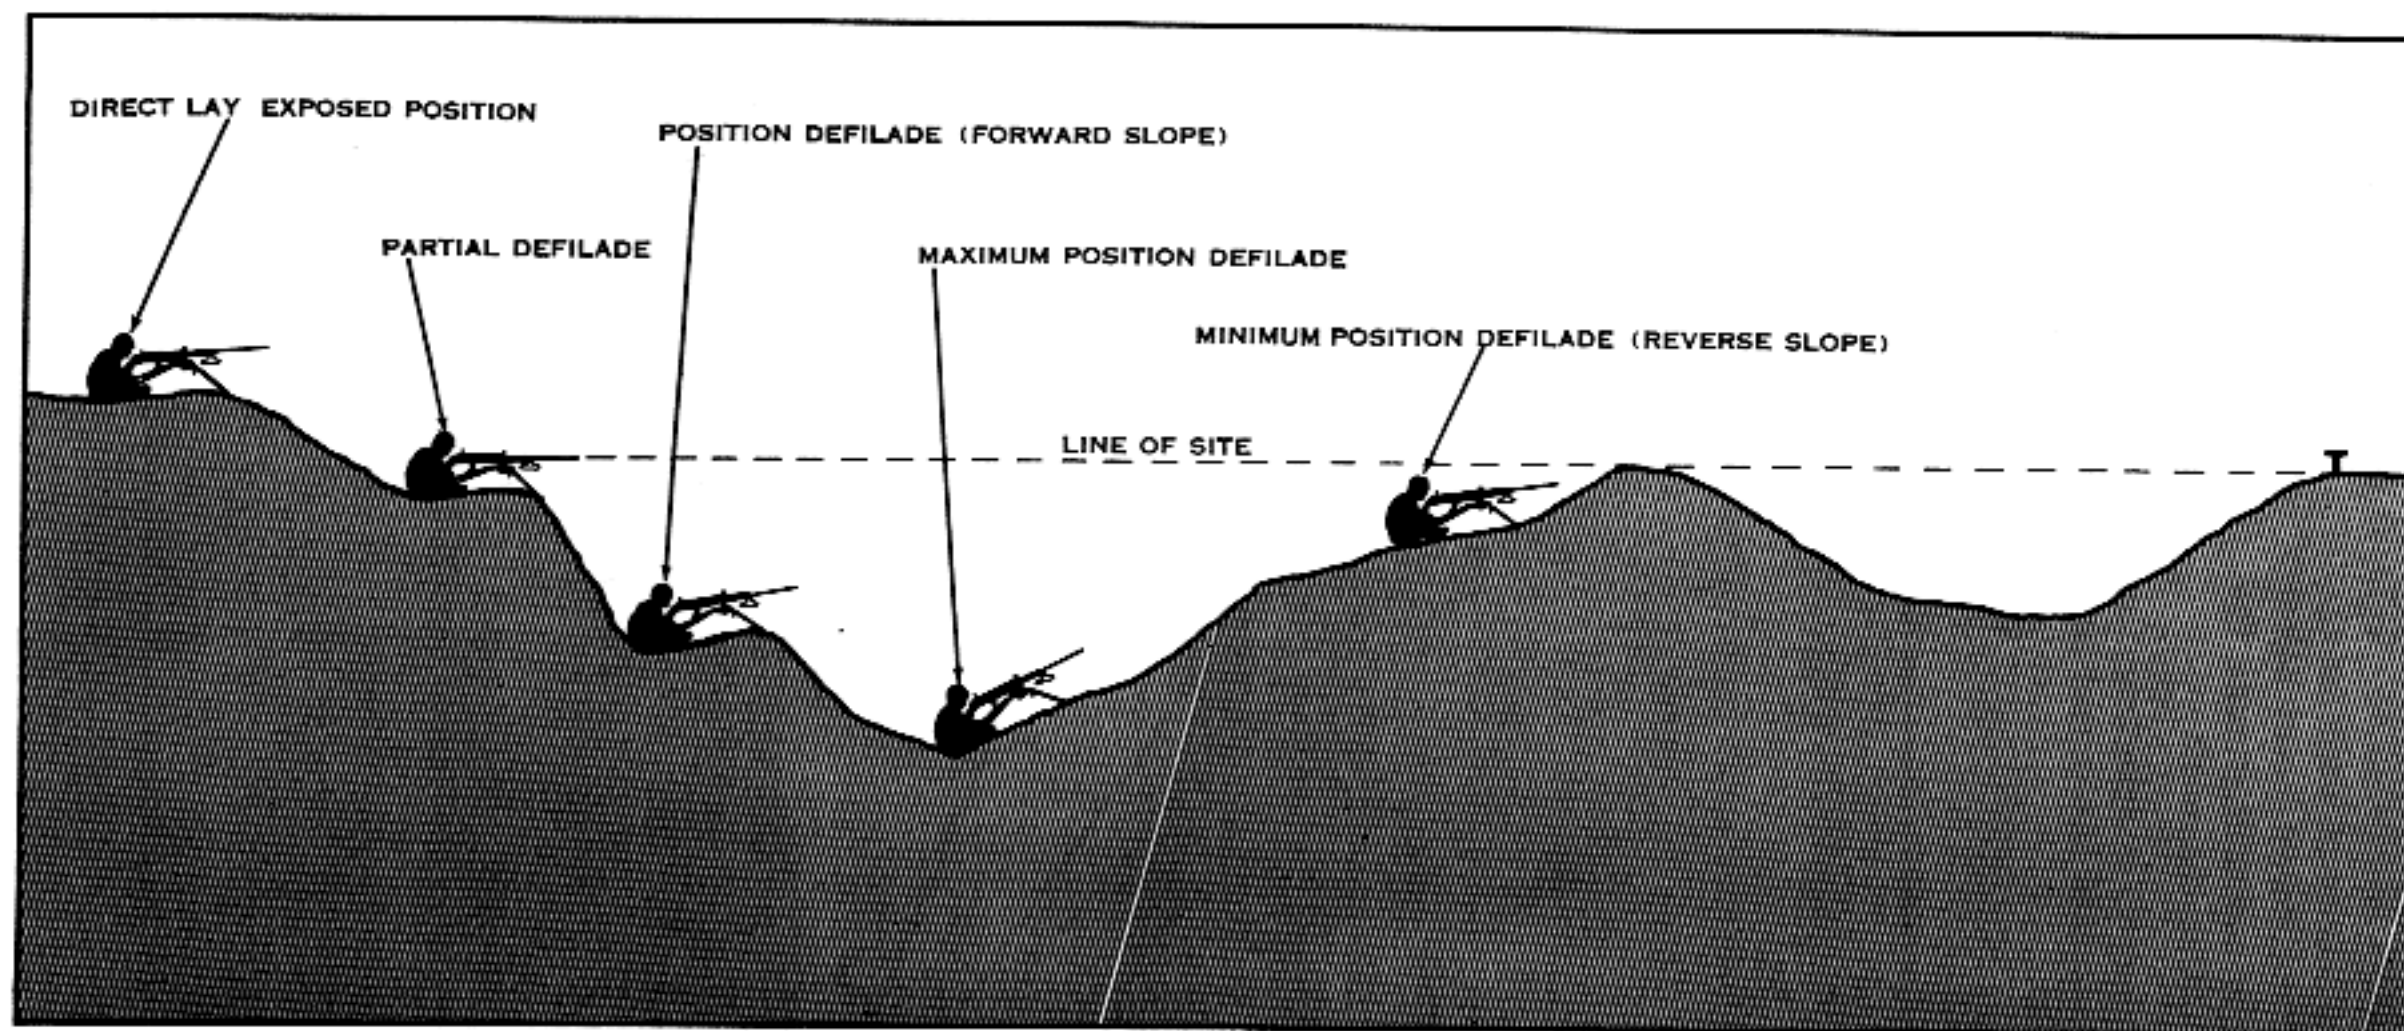 DIRECT LAY EXPOSED POSITION
POSITION DEFILADE (FORWARD SLOPE)
PARTIAL DEFILADE
MAXIMUM POSITION DEFILADE
MINIMUM POSITION DEFILADE (REVERSE SLOPE)
LINE OF SITE
T